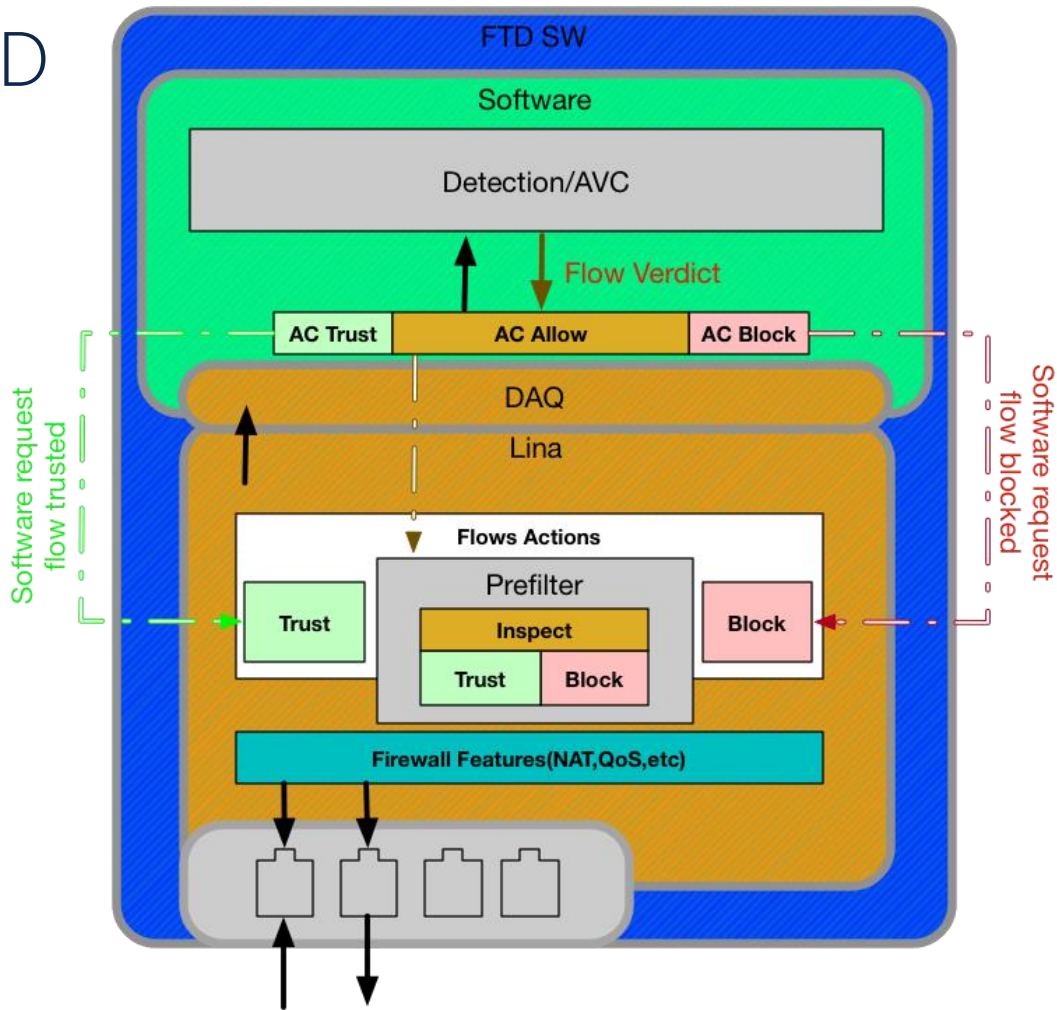 D
FTD SW
Software
Detection/AVC
Flow Verdict
AC Trust
AC Allow
AC Block
DAQ
Lina
Software request
flow trusted
Software request
flow blocked
Flows Actions
Prefilter
Trust
Inspect
Block
Trust
Block
Firewall Features(NAT,QoS,etc)